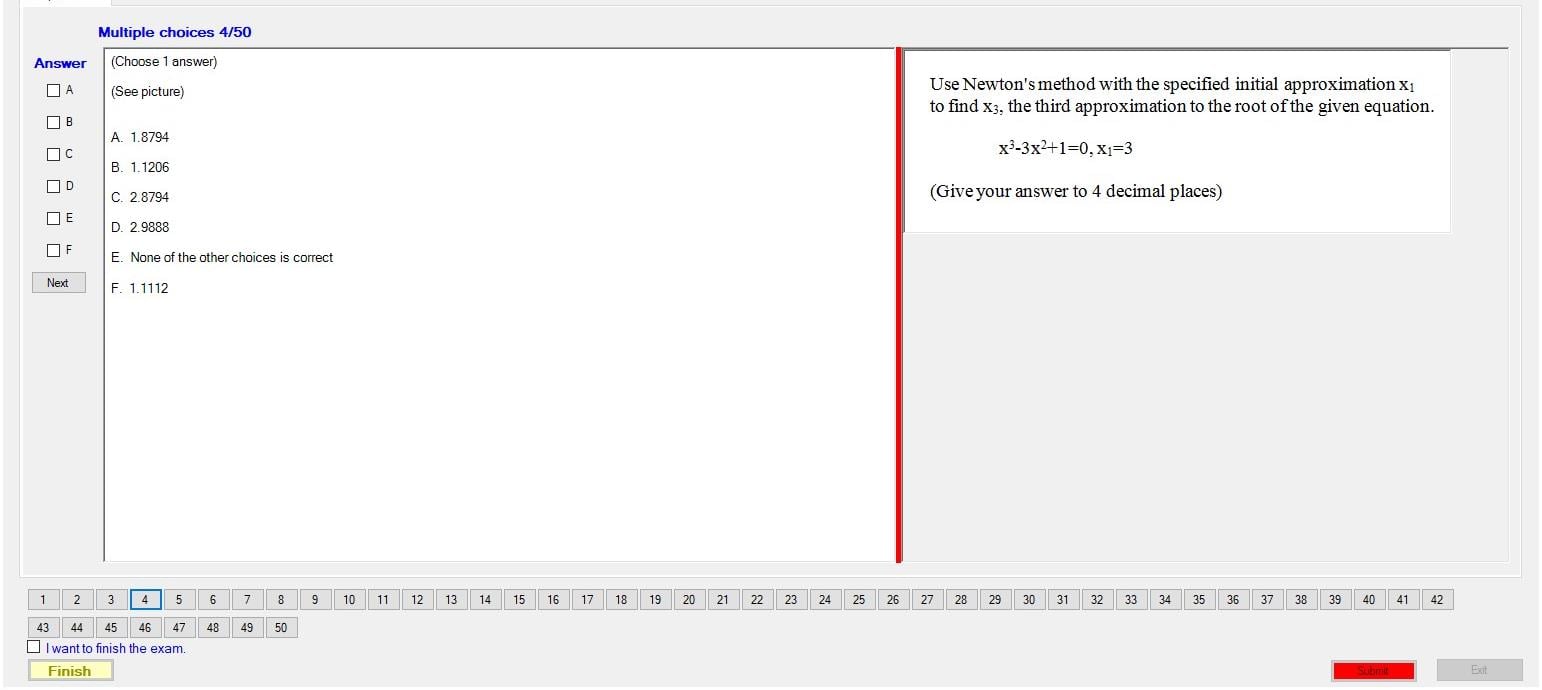 Multiple choices 4/50
Answer
A
B
C
D
E
F
Next
(Choose 1 answer)
(See picture)
A. 1.8794
B. 1.1206
C. 2.8794
D. 2.9888
E. None of the other choices is correct
F. 1.1112
Use Newton's method with the specified initial approximation x₁
to find x₃, the third approximation to the root of the given equation.
x³-3x²+1=0, x₁=3
(Give your answer to 4 decimal places)
1 2 3 4 5 6 7 8 9 10 11 12 13 14 15 16 17 18 19 20 21 22 23 24 25 26 27 28 29 30 31 32 33 34 35 36 37 38 39 40 41 42
43 44 45 46 47 48 49 50
I want to finish the exam.
Finish
Submit
Exit